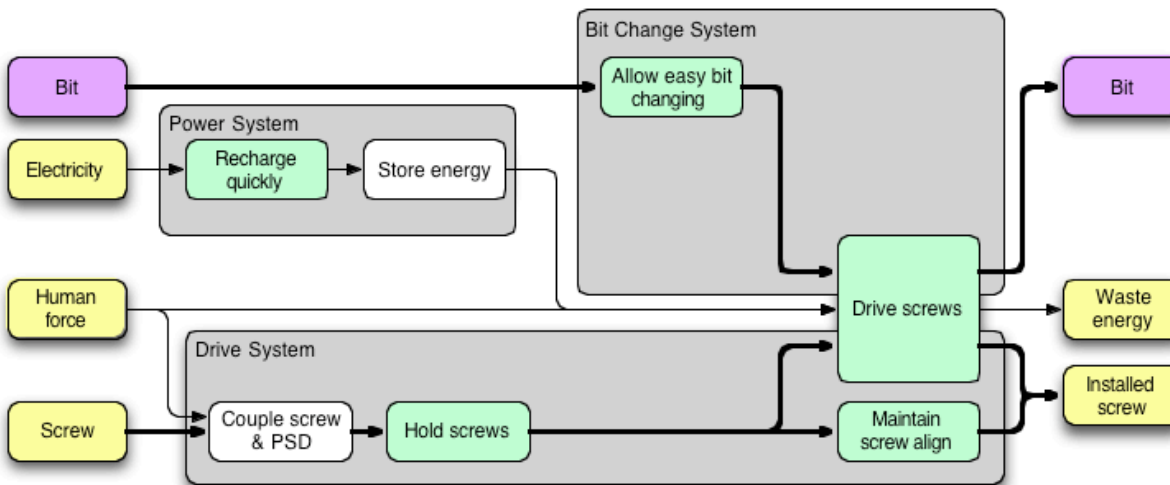 Bit Change System
Bit
Allow easy bit
changing
Bit
Power System
Electricity
Recharge
quickly
Store energy
Human
force
Drive screws
Waste
energy
Drive System
Screw
Couple screw
& PSD
Hold screws
Maintain
screw align
Installed
screw